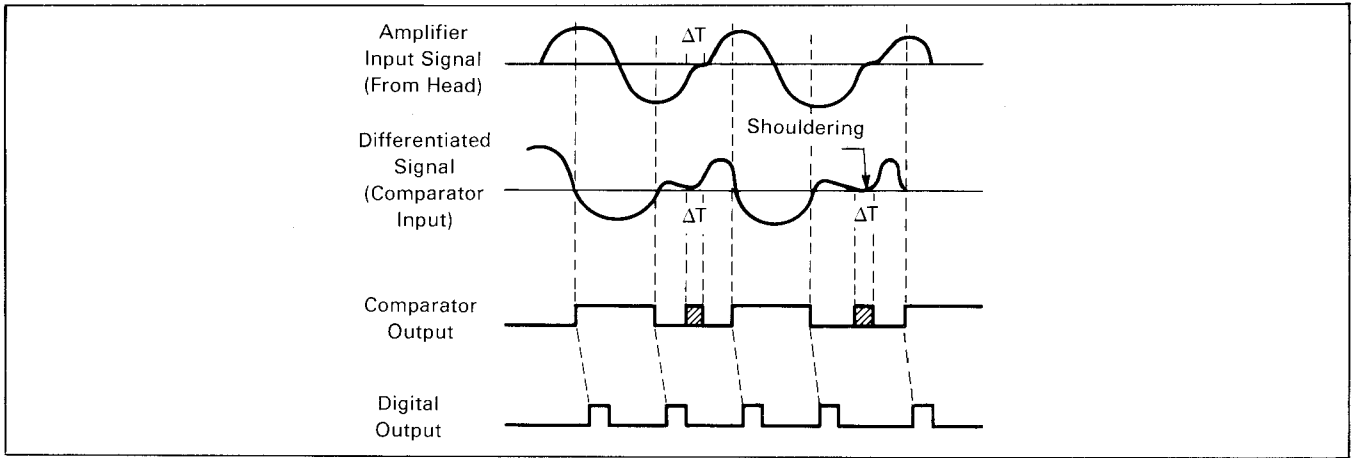 Amplifier
Input Signal
(From Head)
ΔT
Shouldering
Differentiated
Signal
(Comparator
Input)
ΔT
ΔT
Comparator
Output
Digital
Output